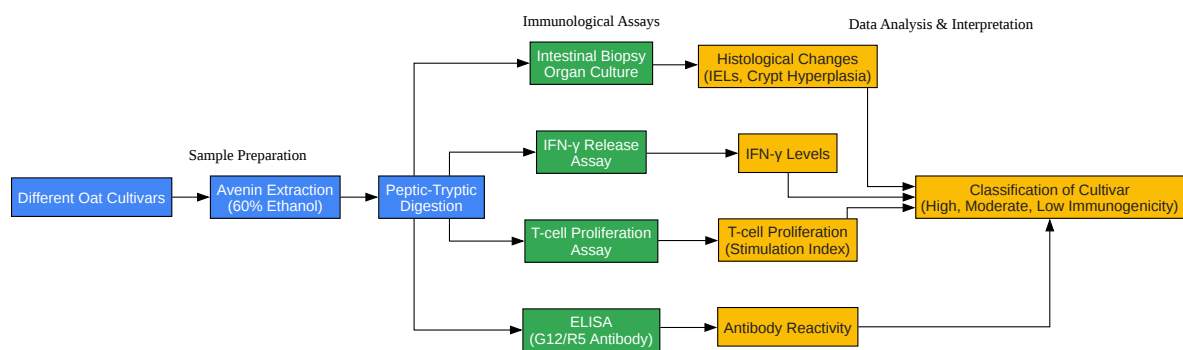 Immunological Assays
Data Analysis & Interpretation
Intestinal Biopsy
Organ Culture
Histological Changes
(IELs, Crypt Hyperplasia)
Sample Preparation
IFN-γ Release
Assay
IFN-γ Levels
Different Oat Cultivars
Avenin Extraction
(60% Ethanol)
Peptic-Tryptic
Digestion
Classification of Cultivar
(High, Moderate, Low Immunogenicity)
T-cell Proliferation
Assay
T-cell Proliferation
(Stimulation Index)
ELISA
(G12/R5 Antibody)
Antibody Reactivity